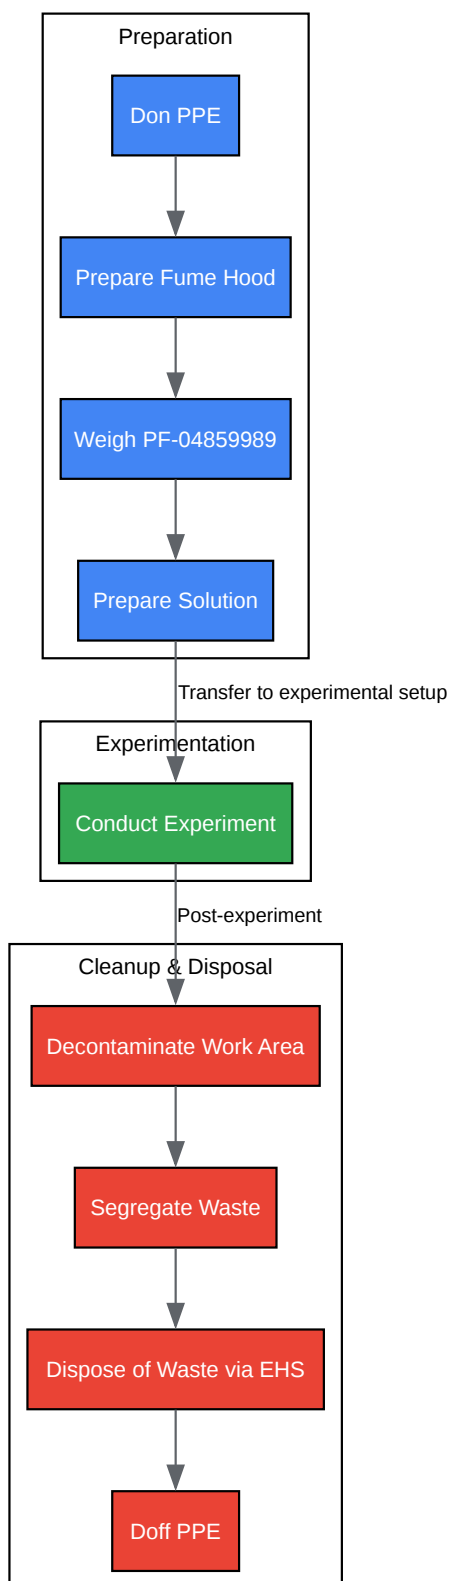 Preparation
Don PPE
Prepare Fume Hood
Weigh PF-04859989
Prepare Solution
Transfer to experimental setup
Experimentation
Conduct Experiment
Post-experiment
Cleanup & Disposal
Decontaminate Work Area
Segregate Waste
Dispose of Waste via EHS
Doff PPE